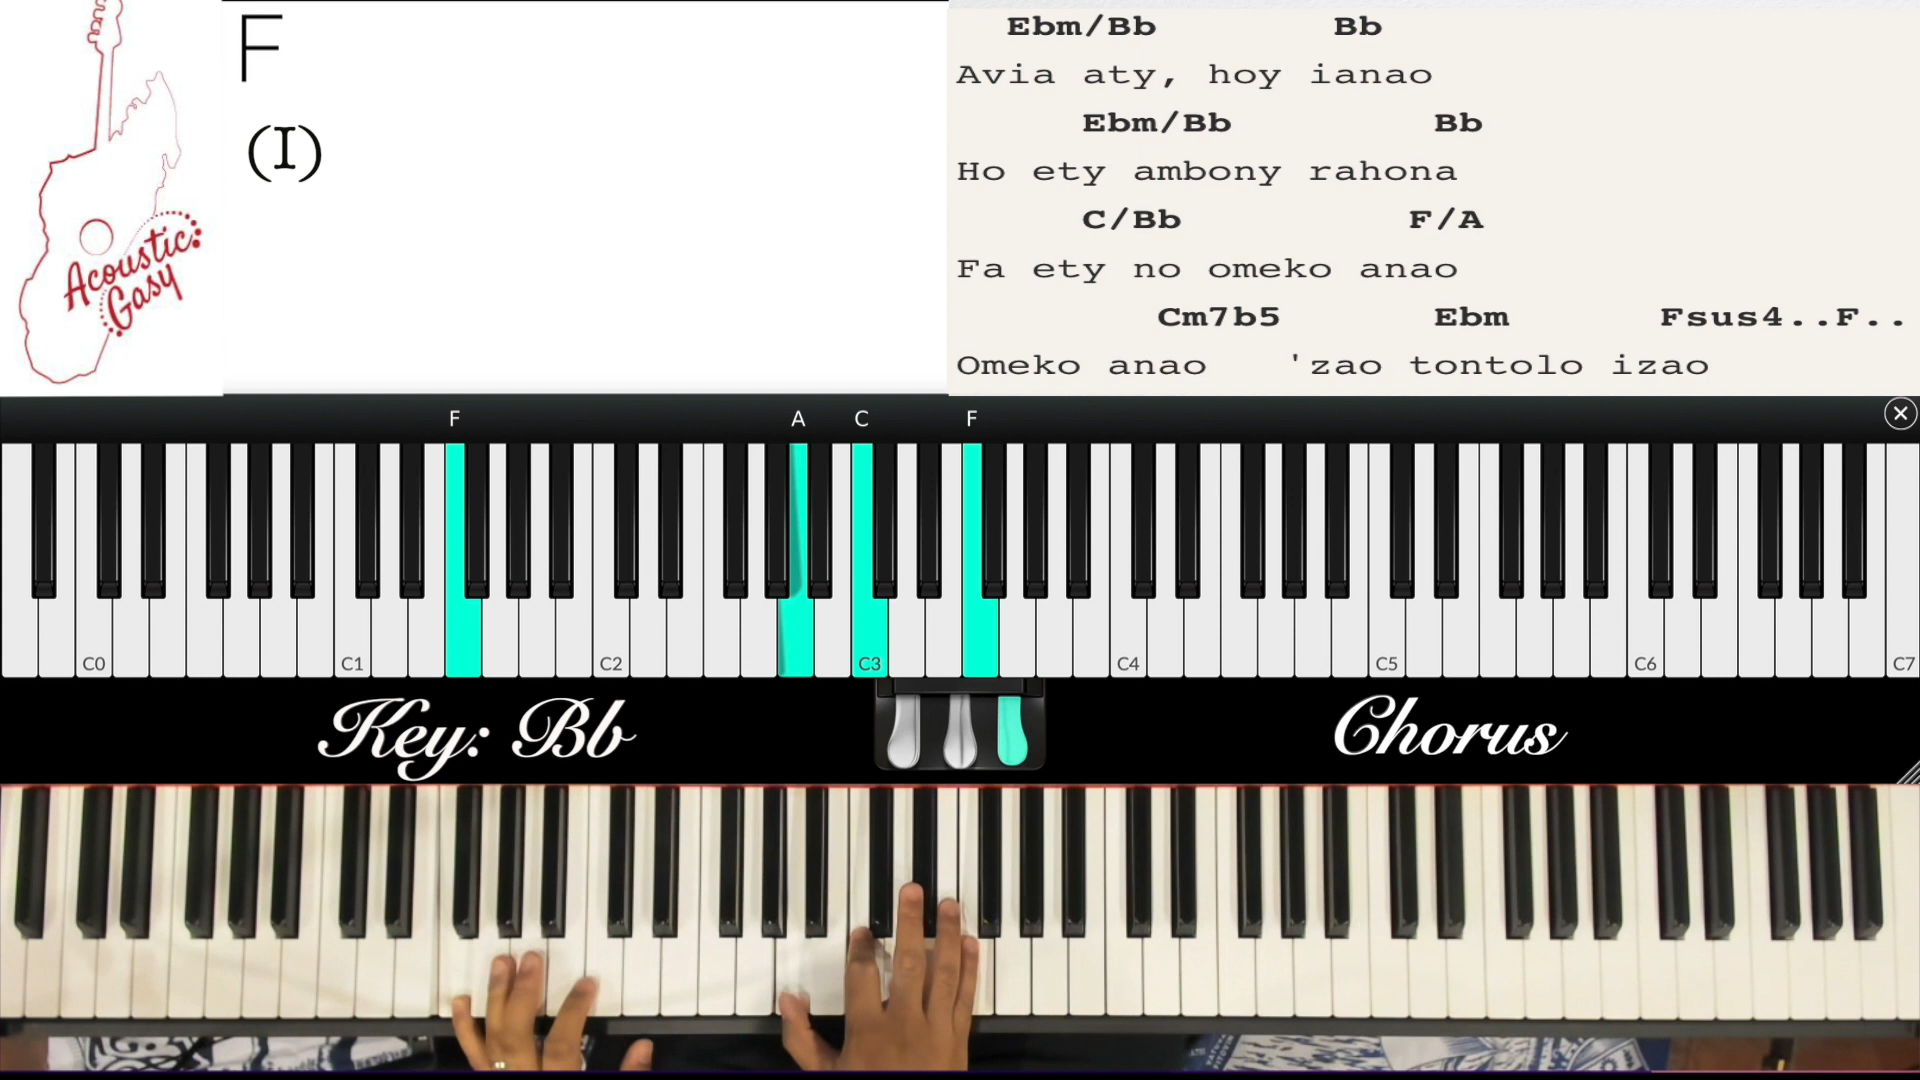 F
(I)
Acoustic
Gasy
Ebm/Bb Bb
Avia aty, hoy ianao
Ebm/Bb Bb
Ho ety ambony rahona
C/Bb F/A
Fa ety no omeko anao
Cm7b5 Ebm Fsus4..F..
Omeko anao 'zao tontolo izao
F A C F
C0 C1 C2 C3 C4 C5 C6 C7
Key: Bb
Chorus